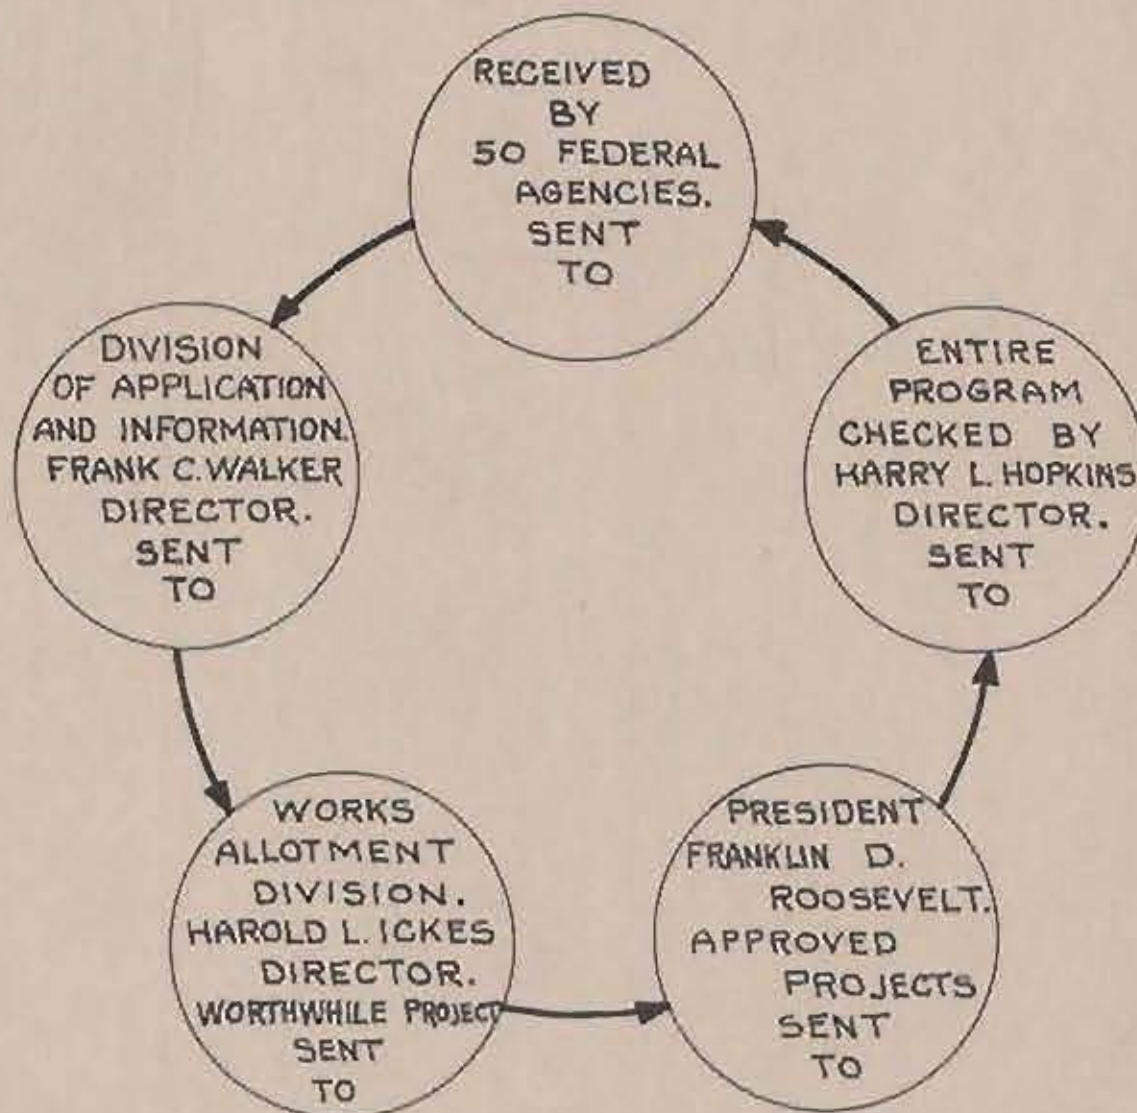 RECEIVED
BY
50 FEDERAL
AGENCIES.
SENT
TO
DIVISION
OF APPLICATION
AND INFORMATION.
FRANK C. WALKER
DIRECTOR.
SENT
TO
WORKS
ALLOTMENT
DIVISION.
HAROLD L. ICKES
DIRECTOR.
WORTHWHILE PROJECT
SENT
TO
PRESIDENT
FRANKLIN D.
ROOSEVELT.
APPROVED
PROJECTS
SENT
TO
ENTIRE
PROGRAM
CHECKED BY
HARRY L. HOPKINS
DIRECTOR.
SENT
TO